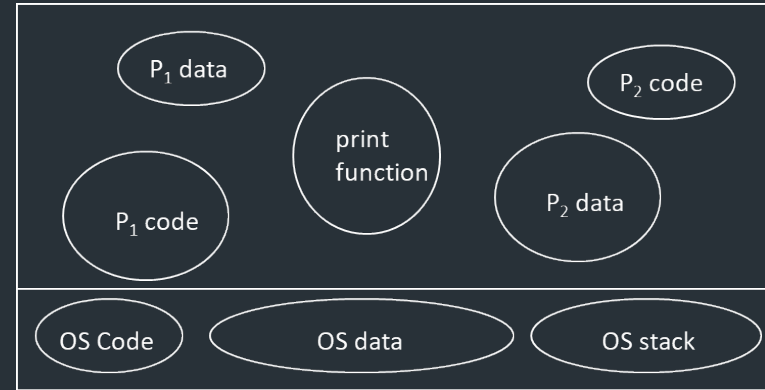 P₁ data
P₂ code
print
function
P₁ code
P₂ data
OS Code
OS data
OS stack